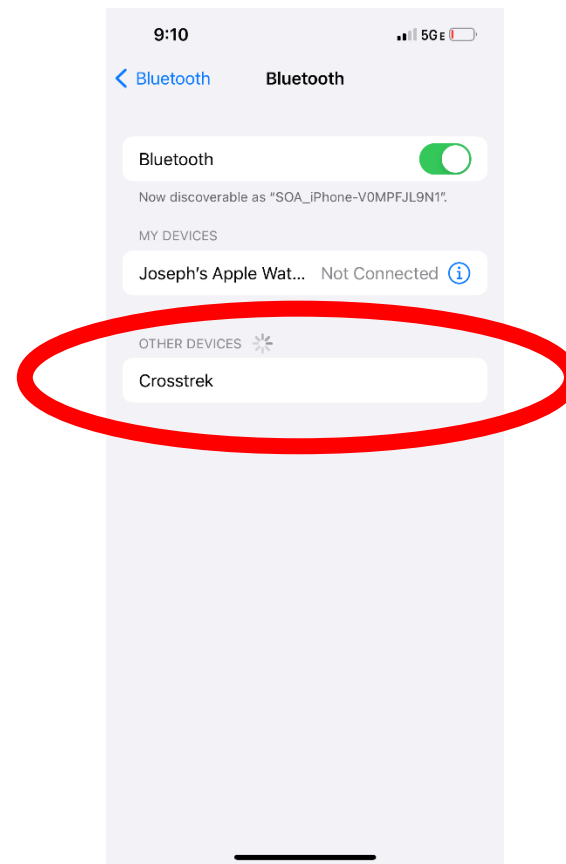 9:10 5GE
Bluetooth Bluetooth
Bluetooth
Now discoverable as “SOA_iPhone-V0MPFJL9N1”.
MY DEVICES
Joseph’s Apple Wat... Not Connected
OTHER DEVICES
Crosstrek